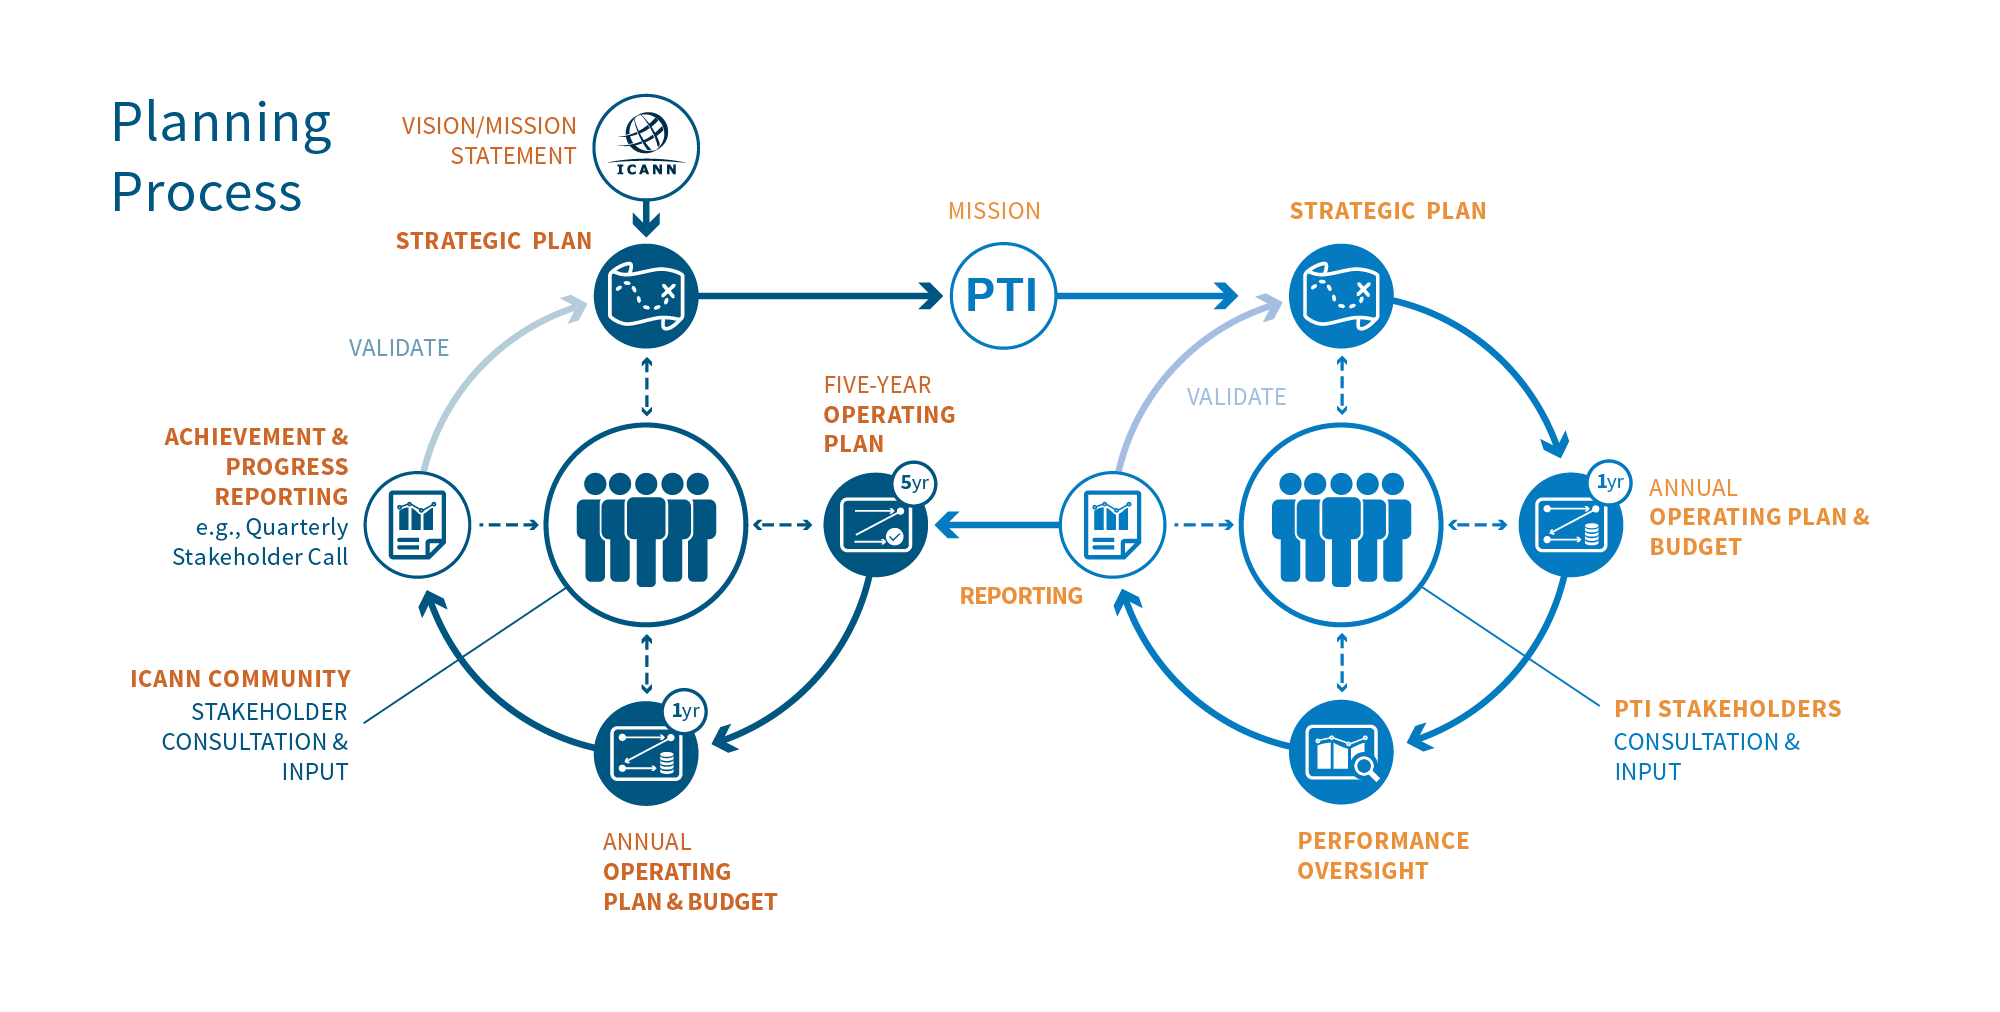 Planning
Process
VISION/MISSION
STATEMENT
ICANN
STRATEGIC PLAN
MISSION
PTI
STRATEGIC PLAN
VALIDATE
FIVE-YEAR
OPERATING
PLAN
5yr
VALIDATE
ACHIEVEMENT &
PROGRESS
REPORTING
e.g., Quarterly
Stakeholder Call
1yr
ANNUAL
OPERATING PLAN &
BUDGET
REPORTING
ICANN COMMUNITY
STAKEHOLDER
CONSULTATION &
INPUT
1yr
ANNUAL
OPERATING
PLAN & BUDGET
PTI STAKEHOLDERS
CONSULTATION &
INPUT
PERFORMANCE
OVERSIGHT